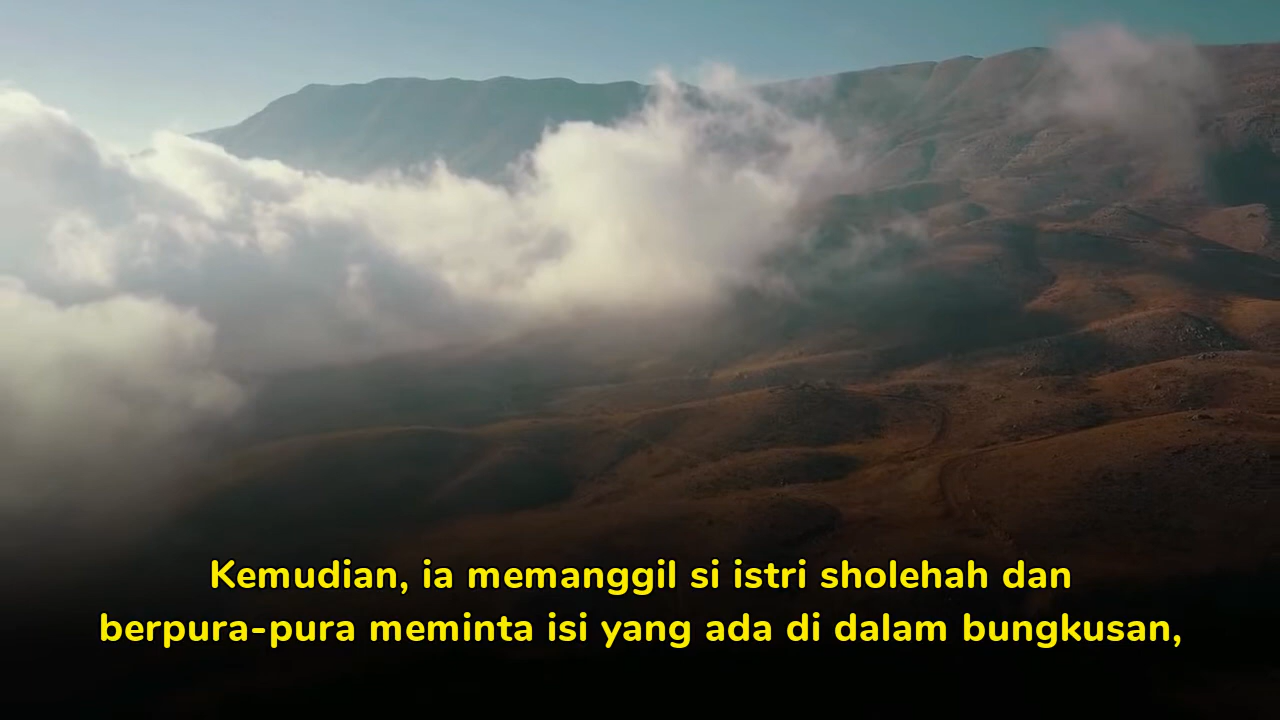 Kemudian, ia memanggil si istri sholehah dan
berpura-pura meminta isi yang ada di dalam bungkusan,